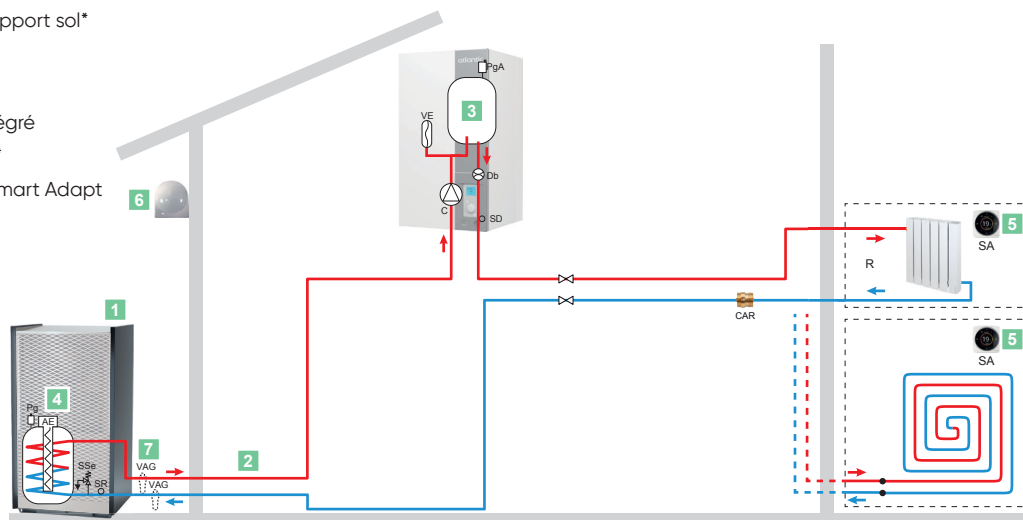 pport sol*
égré
mart Adapt
6
3
PgA
VE
Db
C
SD
5
SA
R
CAR
5
SA
1
4
Pg
AE
SSe
SR
7
VAG
VAG
2